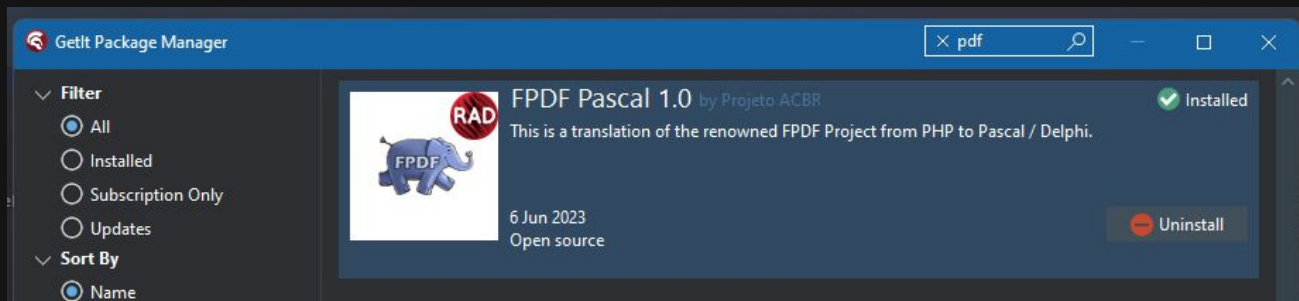 GetIt Package Manager
pdf
Filter
All
Installed
Subscription Only
Updates
Sort By
Name
RAD
FPDF
FPDF Pascal 1.0 by Projeto ACBR
Installed
This is a translation of the renowned FPDF Project from PHP to Pascal / Delphi.
6 Jun 2023
Open source
Uninstall